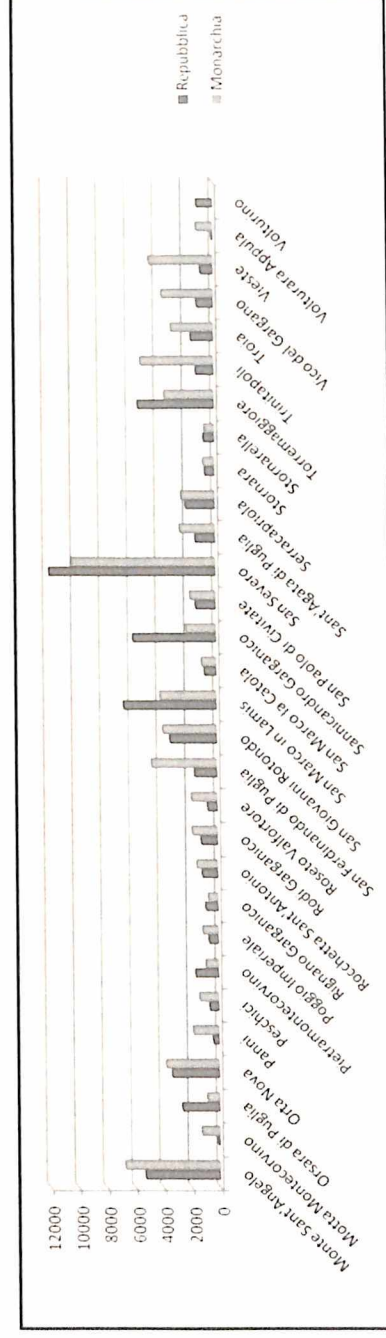 Repubblica
Monarchia
12000
10000
8000
6000
4000
2000
0
Monte Sant'Angelo
Motta Montecorvino
Orsara di Puglia
Orta Nova
Panni
Peschici
Pietramontecorvino
Poggio Imperiale
Rignano Garganico
Rocchetta Sant'Antonio
Rodi Garganico
Roseto Valfortore
San Ferdinando di Puglia
San Giovanni Rotondo
San Marco in Lamis
San Marco la Catola
Sannicandro Garganico
San Paolo di Civitate
San Severo
Sant'Agata di Puglia
Serracapriola
Stornara
Stornarella
Torremaggiore
Trinitapoli
Troia
Vico del Gargano
Vieste
Volturara Appula
Volturino